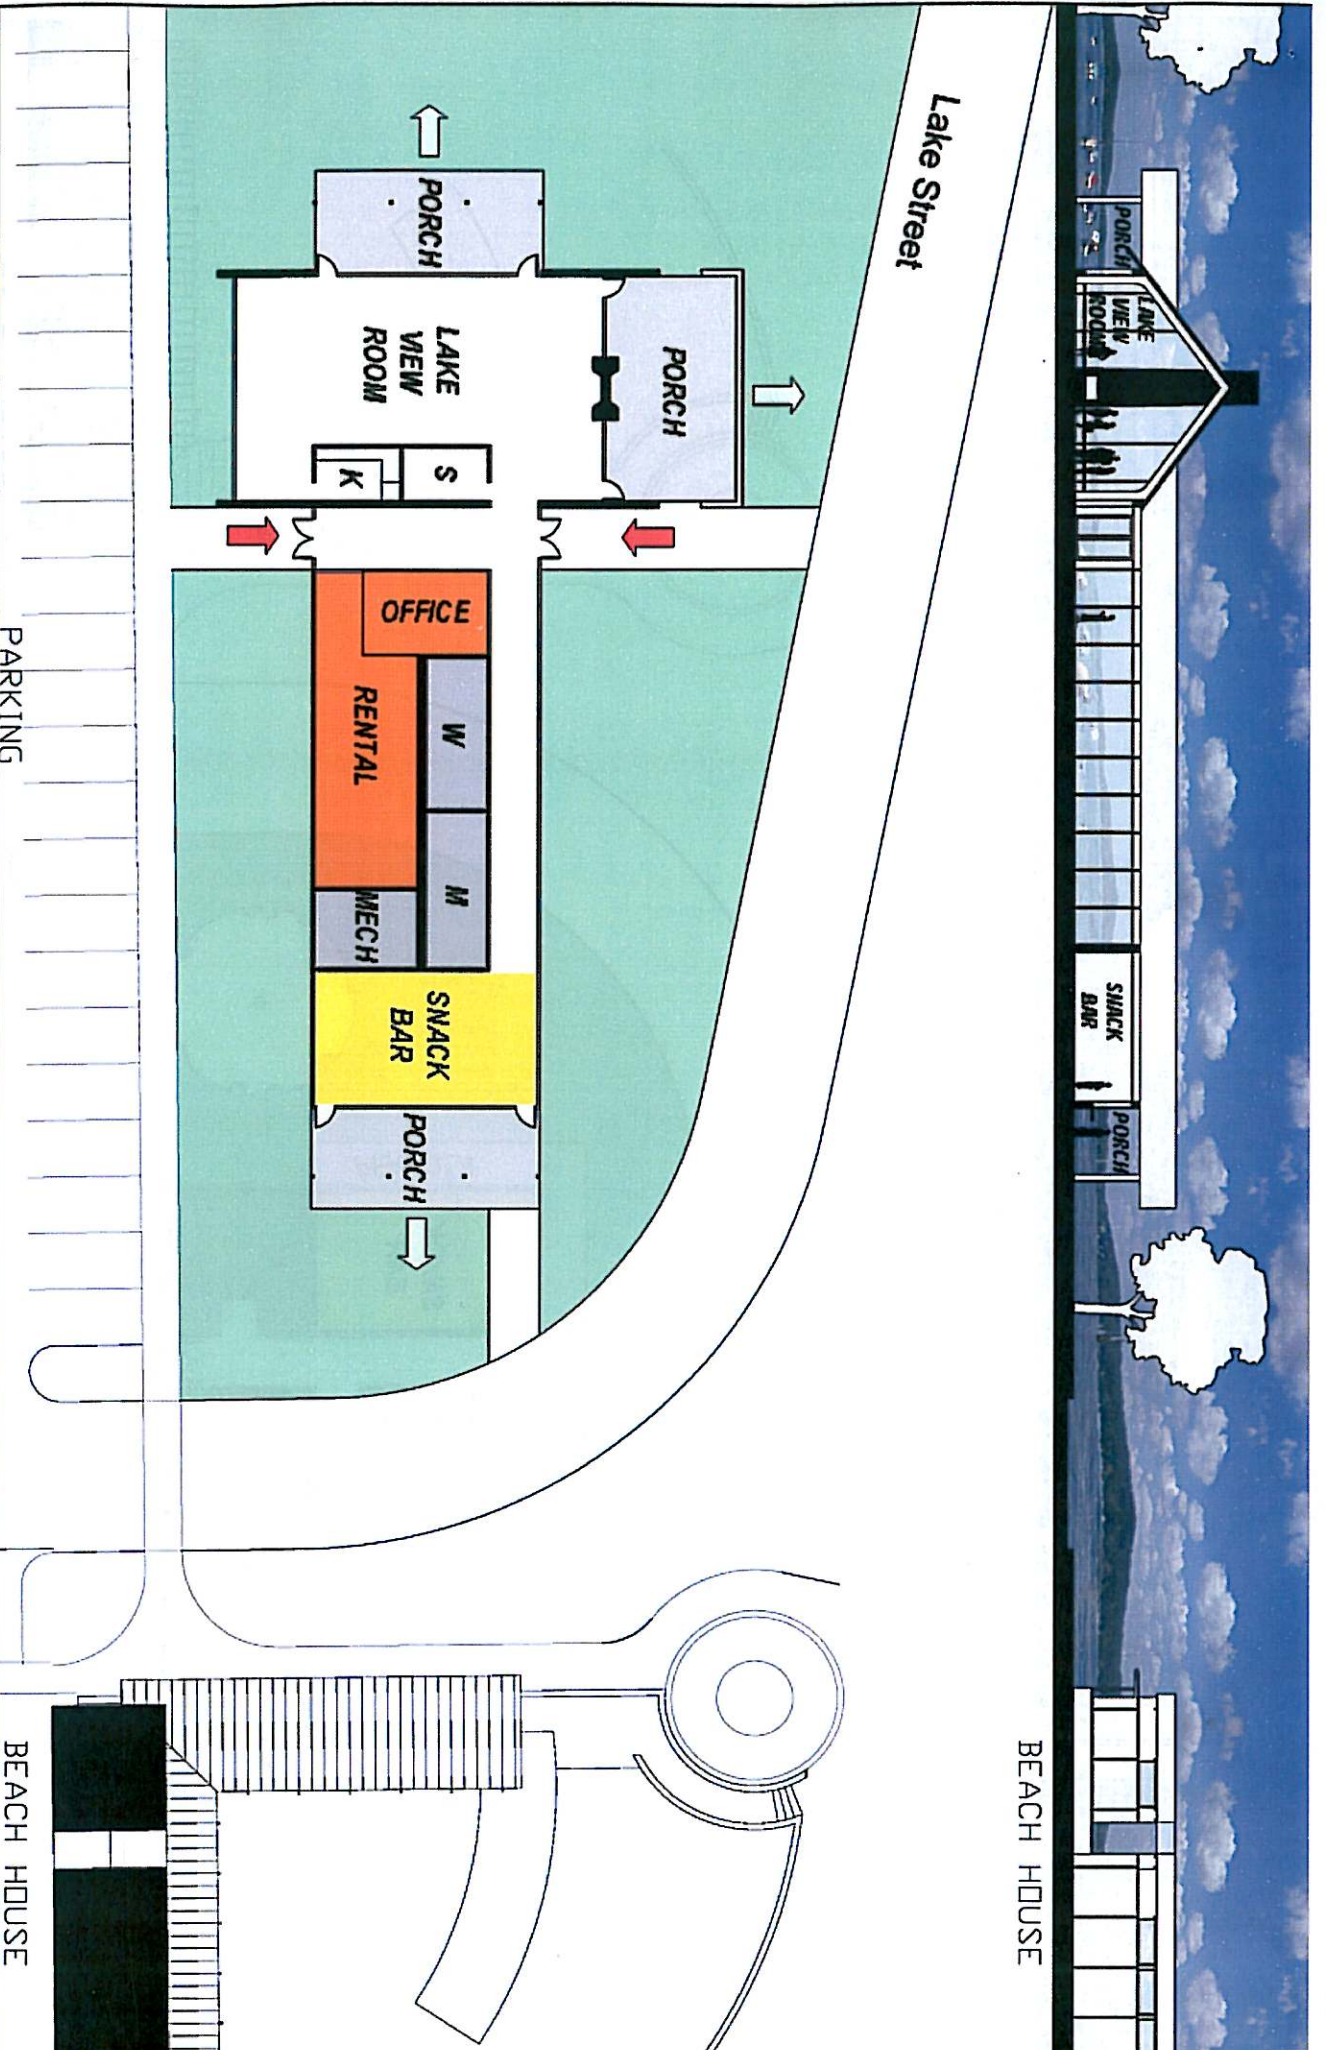 PORCH
LAKE
VIEW
ROOM
SNACK
BAR
PORCH
BEACH HOUSE
Lake Street
PORCH
PORCH
LAKE
VIEW
ROOM
S
K
OFFICE
W
M
RENTAL
MECH
SNACK
BAR
PORCH
PARKING
BEACH HOUSE